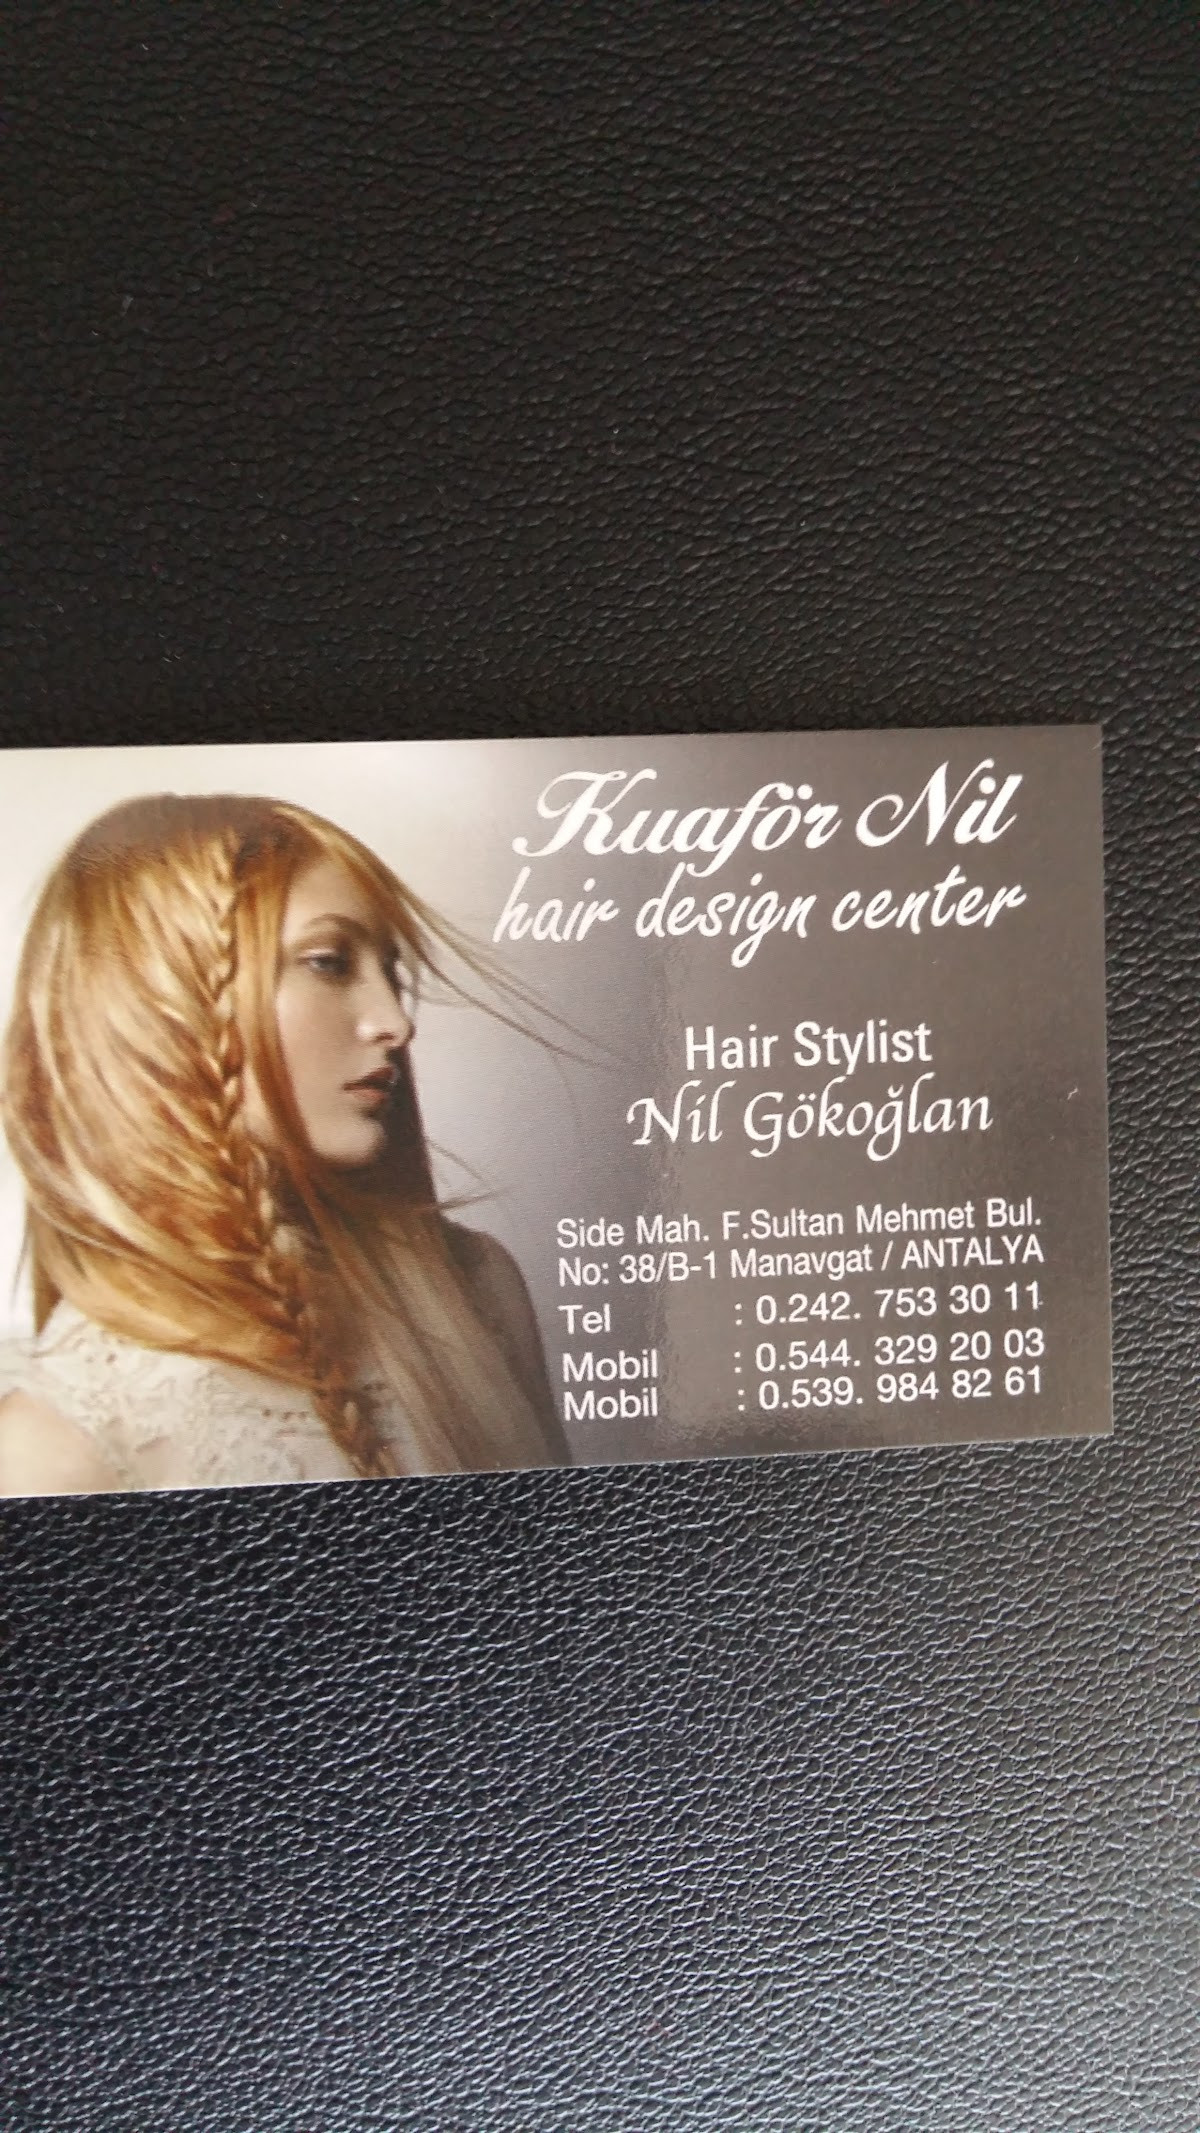 Kuaför Nil
hair design center
Hair Stylist
Nil Gökoğlan
Side Mah. F.Sultan Mehmet Bul.
No: 38/B-1 Manavgat / ANTALYA
Tel : 0.242. 753 30 11
Mobil : 0.544. 329 20 03
Mobil : 0.539. 984 82 61